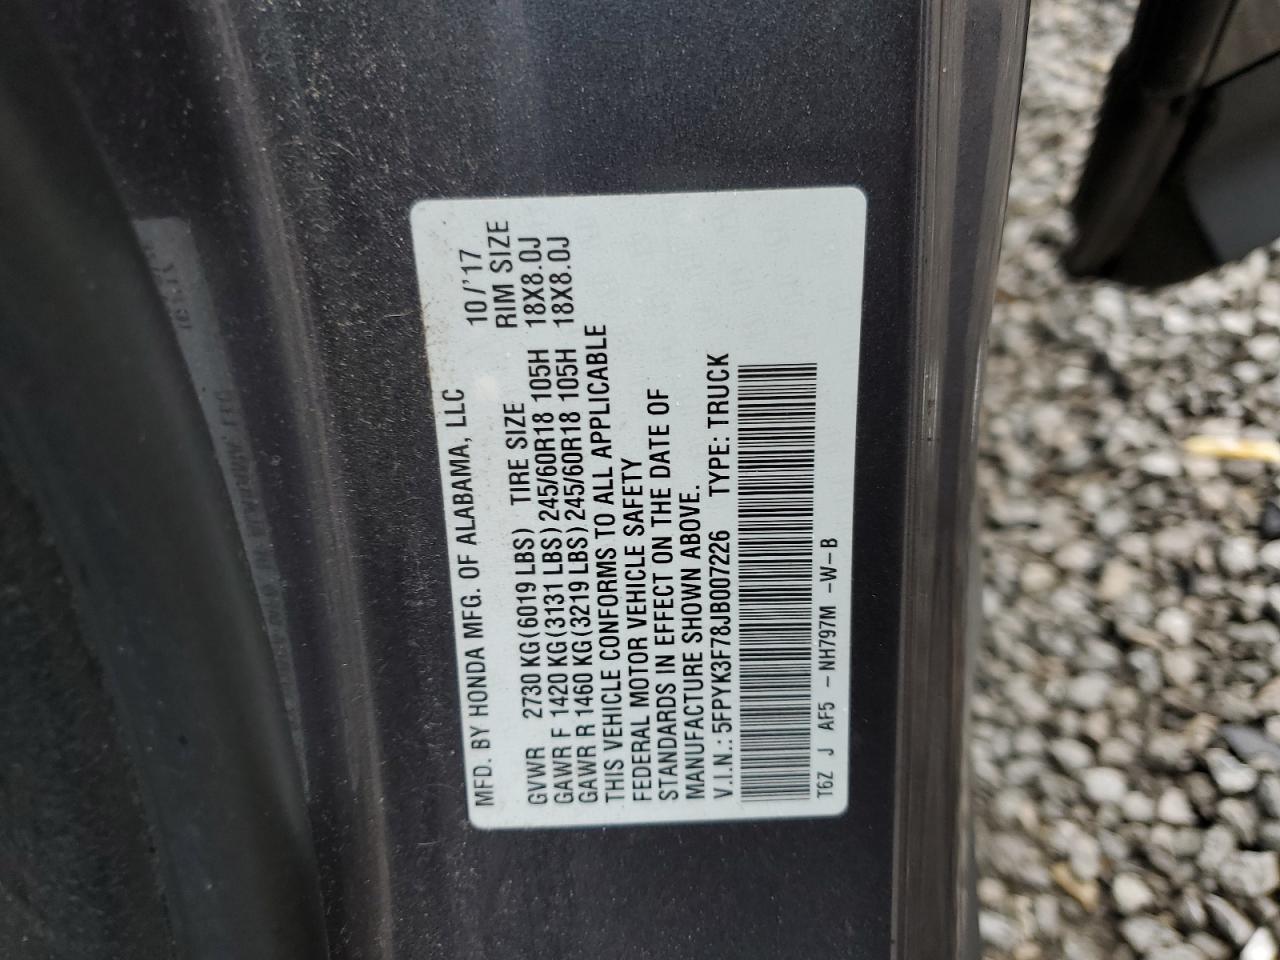 MFD. BY HONDA MFG. OF ALABAMA, LLC 10/'17
GVWR 2730 KG (6019 LBS) TIRE SIZE RIM SIZE
GAWR F 1420 KG (3131 LBS) 245/60R18 105H 18X8.0J
GAWR R 1460 KG (3219 LBS) 245/60R18 105H 18X8.0J
THIS VEHICLE CONFORMS TO ALL APPLICABLE
FEDERAL MOTOR VEHICLE SAFETY
STANDARDS IN EFFECT ON THE DATE OF
MANUFACTURE SHOWN ABOVE.
V.I.N.: 5FPYK3F78JB007226 TYPE: TRUCK
T6Z J AF5 -NH797M -W-B